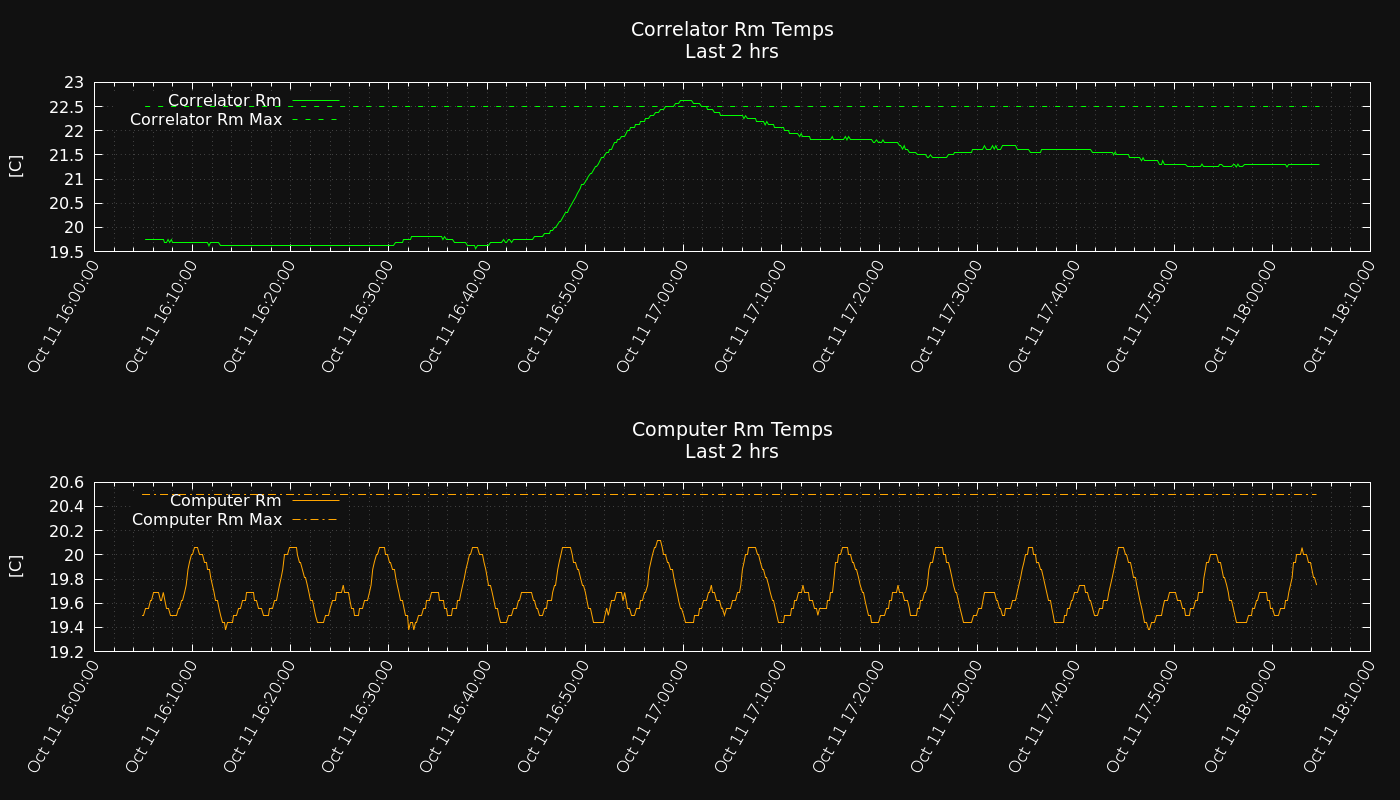 Correlator Rm Temps
Last 2 hrs
[C]
23
22.5
22
21.5
21
20.5
20
19.5
Correlator Rm
Correlator Rm Max
Oct 11 16:00:00
Oct 11 16:10:00
Oct 11 16:20:00
Oct 11 16:30:00
Oct 11 16:40:00
Oct 11 16:50:00
Oct 11 17:00:00
Oct 11 17:10:00
Oct 11 17:20:00
Oct 11 17:30:00
Oct 11 17:40:00
Oct 11 17:50:00
Oct 11 18:00:00
Oct 11 18:10:00
Computer Rm Temps
Last 2 hrs
[C]
20.6
20.4
20.2
20
19.8
19.6
19.4
19.2
Computer Rm
Computer Rm Max
Oct 11 16:00:00
Oct 11 16:10:00
Oct 11 16:20:00
Oct 11 16:30:00
Oct 11 16:40:00
Oct 11 16:50:00
Oct 11 17:00:00
Oct 11 17:10:00
Oct 11 17:20:00
Oct 11 17:30:00
Oct 11 17:40:00
Oct 11 17:50:00
Oct 11 18:00:00
Oct 11 18:10:00